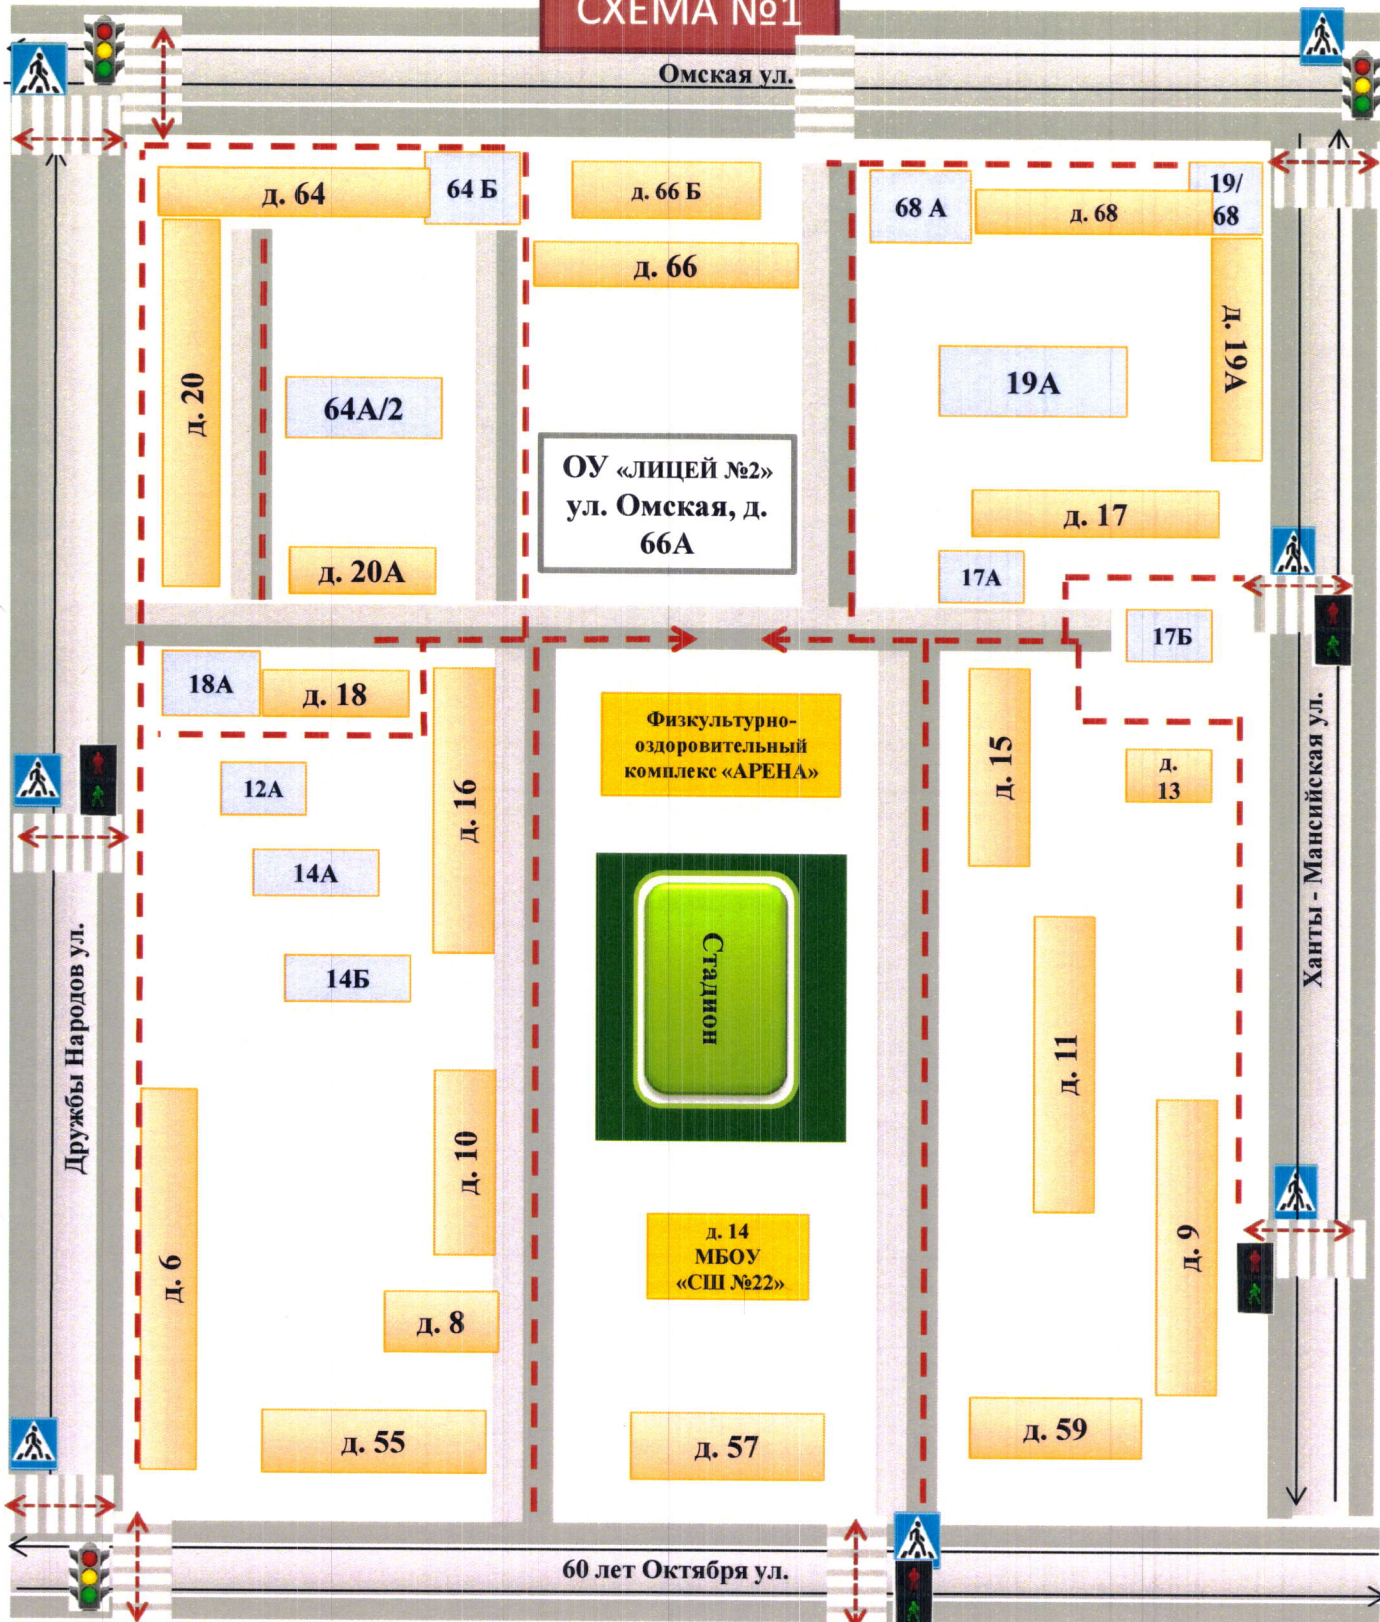 СХЕМА №1
Омская ул.
д. 64
64 Б
д. 66 Б
68 А
д. 68
19/
68
д. 66
д. 20
64А/2
19А
д. 19А
ОУ «ЛИЦЕЙ №2»
ул. Омская, д.
66А
д. 17
д. 20А
17А
17Б
18А
д. 18
Физкультурно-
оздоровительный
комплекс «АРЕНА»
д. 15
д.
13
12А
д. 16
14А
Ханты - Мансийская ул.
14Б
Стадион
Дружбы Народов ул.
д. 11
д. 10
д. 6
д. 14
МБОУ
«СШ №22»
д. 9
д. 8
д. 55
д. 57
д. 59
60 лет Октября ул.